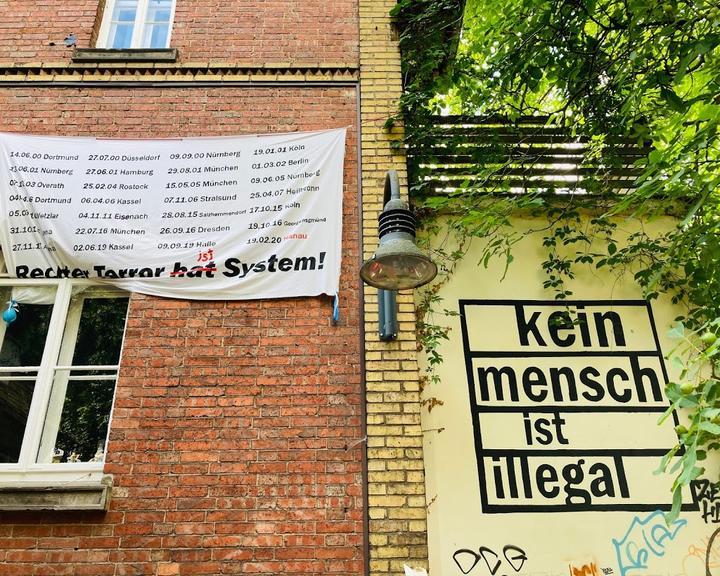 14.06.00 Dortmund 27.07.00 Düsseldorf 09.09.00 Nürnberg 19.01.01 Köln
Nürnberg 27.06.01 Hamburg 29.08.01 München 01.03.02 Berlin
Overath 25.02.04 Rostock 15.05.05 München 09.06.05 Nürnberg
06.04.06 Kassel 07.11.06 Stralsund 25.04.07 Heilbronn
Wetzlar 04.11.11 Eisenach 28.08.15 Salzhemmendorf 17.10.15 Köln
22.07.16 München 26.09.16 Dresden 19.10.16
02.06.19 Kassel 09.09.19 Halle 19.02.20 Hanau
ist
Rechter Terror hat System!
kein
mensch
ist
illegal